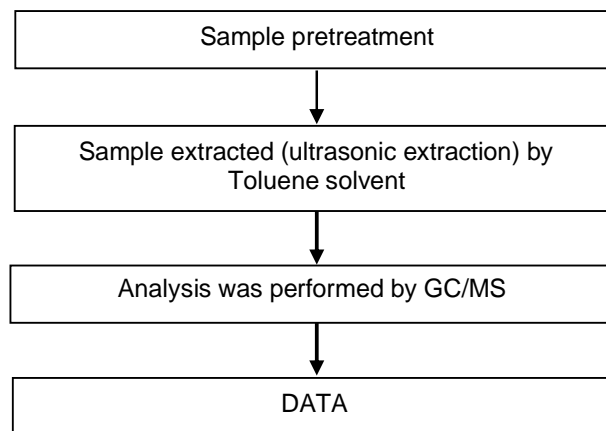 Sample pretreatment
Sample extracted (ultrasonic extraction) by
Toluene solvent
Analysis was performed by GC/MS
DATA